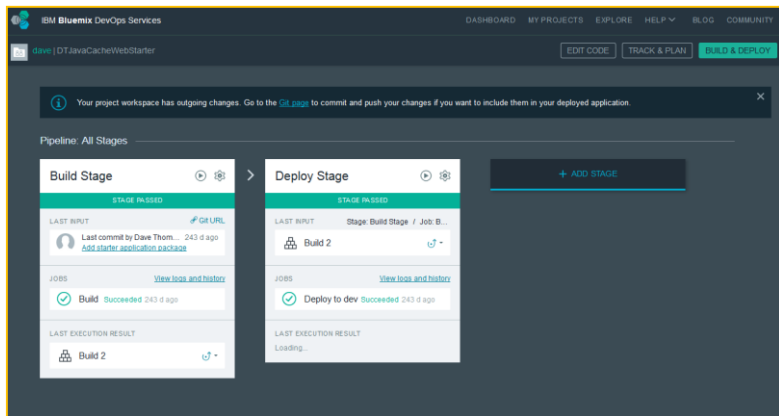 IBM Bluemix DevOps Services
DASHBOARD MY PROJECTS EXPLORE HELP BLOG COMMUNITY
dave | DTJavaCacheWebStarter
EDIT CODE TRACK & PLAN BUILD & DEPLOY
Your project workspace has outgoing changes. Go to the Git page to commit and push your changes if you want to include them in your deployed application.
Pipeline: All Stages
Build Stage
STAGE PASSED
LAST INPUT Git URL
Last commit by Dave Thom... 243 d ago
Add starter application package
JOBS View logs and history
Build Succeeded 243 d ago
LAST EXECUTION RESULT
Build 2
Deploy Stage
STAGE PASSED
LAST INPUT Stage: Build Stage / Job: B...
Build 2
JOBS View logs and history
Deploy to dev Succeeded 243 d ago
LAST EXECUTION RESULT
Loading...
+ ADD STAGE